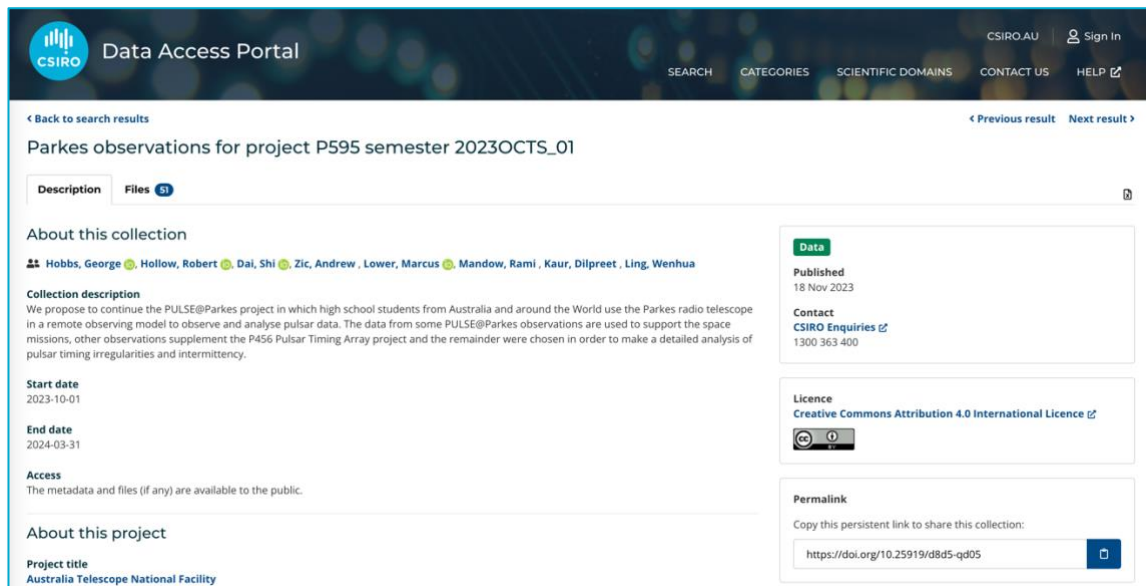 CSIRO
Data Access Portal
CSIRO.AU
Sign In
SEARCH
CATEGORIES
SCIENTIFIC DOMAINS
CONTACT US
HELP
Back to search results
Previous result
Next result
Parkes observations for project P595 semester 2023OCTS_01
Description
Files 51
About this collection
Hobbs, George , Hollow, Robert , Dai, Shi , Zic, Andrew , Lower, Marcus , Mandow, Rami , Kaur, Dilpreet , Ling, Wenhua
Collection description
We propose to continue the PULSE@Parkes project in which high school students from Australia and around the World use the Parkes radio telescope
in a remote observing model to observe and analyse pulsar data. The data from some PULSE@Parkes observations are used to support the space
missions, other observations supplement the P456 Pulsar Timing Array project and the remainder were chosen in order to make a detailed analysis of
pulsar timing irregularities and intermittency.
Start date
2023-10-01
End date
2024-03-31
Access
The metadata and files (if any) are available to the public.
About this project
Project title
Australia Telescope National Facility
Data
Published
18 Nov 2023
Contact
CSIRO Enquiries
1300 363 400
Licence
Creative Commons Attribution 4.0 International Licence
cc
Permalink
Copy this persistent link to share this collection:
https://doi.org/10.25919/d8d5-qd05